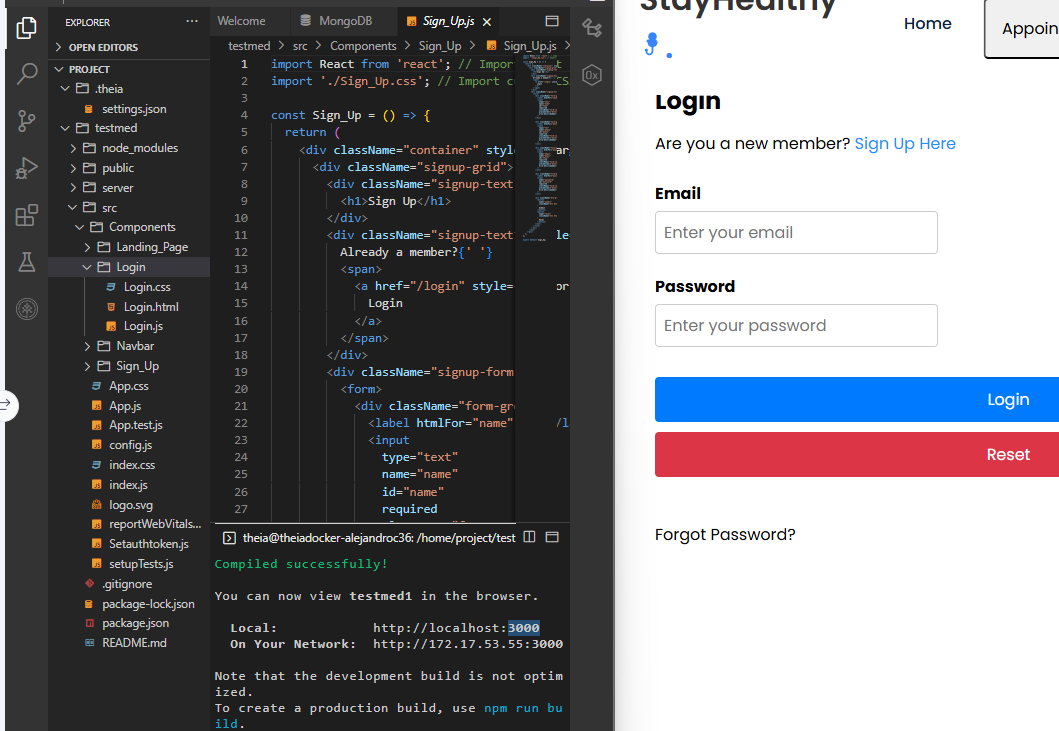 EXPLORER
···
OPEN EDITORS
PROJECT
.theia
settings.json
testmed
node_modules
public
server
src
Components
Landing_Page
Login
Login.css
Login.html
Login.js
Navbar
Sign_Up
App.css
App.js
App.test.js
config.js
index.css
index.js
logo.svg
reportWebVitals...
Setauthtoken.js
setupTests.js
.gitignore
package-lock.json
package.json
README.md
Welcome
MongoDB
Sign_Up.js
testmed > src > Components > Sign_Up > Sign_Up.js >
1 import React from 'react'; // Impor
2 import './Sign_Up.css'; // Import c
3
4 const Sign_Up = () => {
5 return (
6 <div className="container" styl
7 <div className="signup-grid">
8 <div className="signup-text
9 <h1>Sign Up</h1>
10 </div>
11 <div className="signup-text
12 Already a member?{' '}
13 <span>
14 <a href="/login" style=
15 Login
16 </a>
17 </span>
18 </div>
19 <div className="signup-form
20 <form>
21 <div className="form-gr
22 <label htmlFor="name"
23 <input
24 type="text"
25 name="name"
26 id="name"
27 required
theia@theiadocker-alejandroc36: /home/project/test
Compiled successfully!
You can now view testmed1 in the browser.
Local: http://localhost:3000
On Your Network: http://172.17.53.55:3000
Note that the development build is not optim
ized.
To create a production build, use npm run bu
ild.
0x
StayHealthy
Home
Appoin
Login
Are you a new member? Sign Up Here
Email
Enter your email
Password
Enter your password
Login
Reset
Forgot Password?